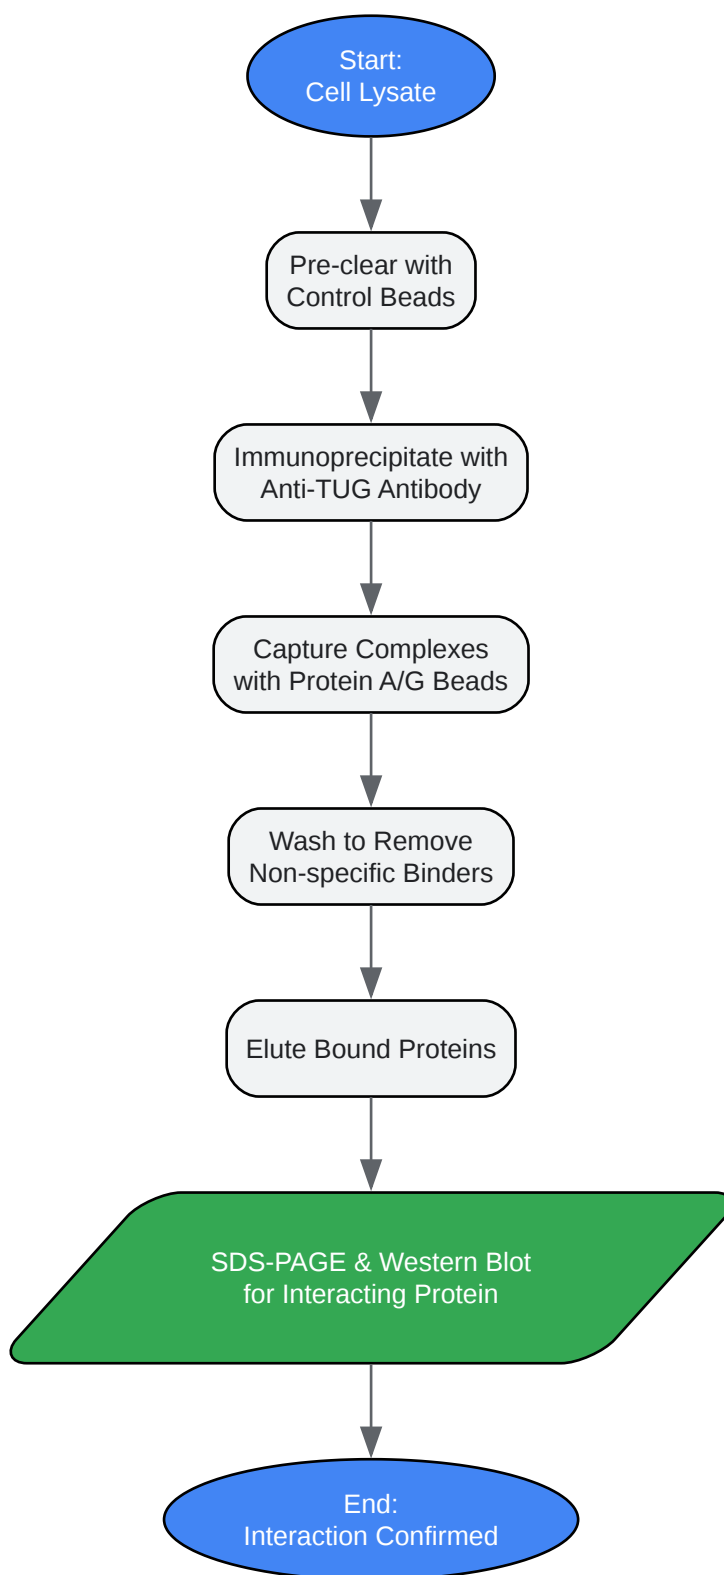 Start:
Cell Lysate
Pre-clear with
Control Beads
Immunoprecipitate with
Anti-TUG Antibody
Capture Complexes
with Protein A/G Beads
Wash to Remove
Non-specific Binders
Elute Bound Proteins
SDS-PAGE & Western Blot
for Interacting Protein
End:
Interaction Confirmed